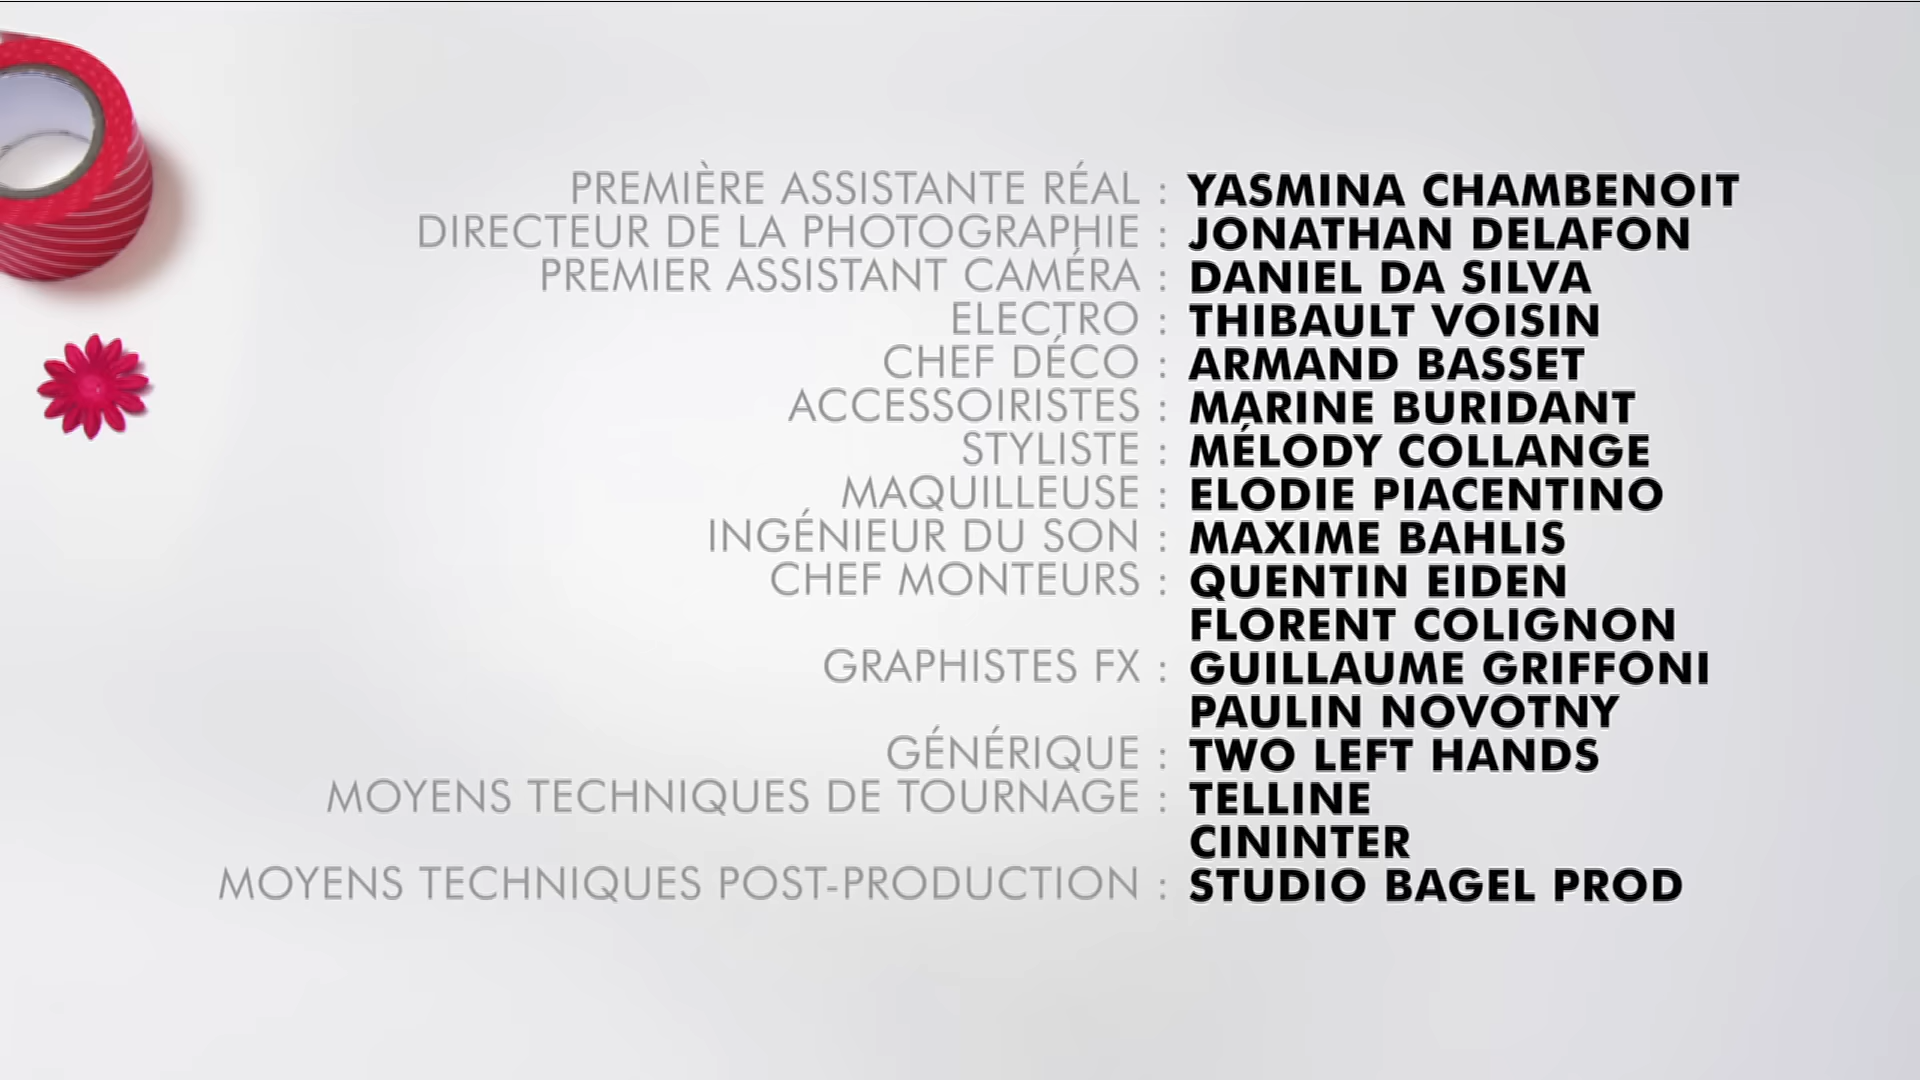 PREMIÈRE ASSISTANTE RÉAL : YASMINA CHAMBENOIT
DIRECTEUR DE LA PHOTOGRAPHIE : JONATHAN DELAFON
PREMIER ASSISTANT CAMÉRA : DANIEL DA SILVA
ELECTRO : THIBAULT VOISIN
CHEF DÉCO : ARMAND BASSET
ACCESSOIRISTES : MARINE BURIDANT
STYLISTE : MÉLODY COLLANGE
MAQUILLEUSE : ELODIE PIACENTINO
INGÉNIEUR DU SON : MAXIME BAHLIS
CHEF MONTEURS : QUENTIN EIDEN
FLORENT COLIGNON
GRAPHISTES FX : GUILLAUME GRIFFONI
PAULIN NOVOTNY
GÉNÉRIQUE : TWO LEFT HANDS
MOYENS TECHNIQUES DE TOURNAGE : TELLINE
CININTER
MOYENS TECHNIQUES POST-PRODUCTION : STUDIO BAGEL PROD